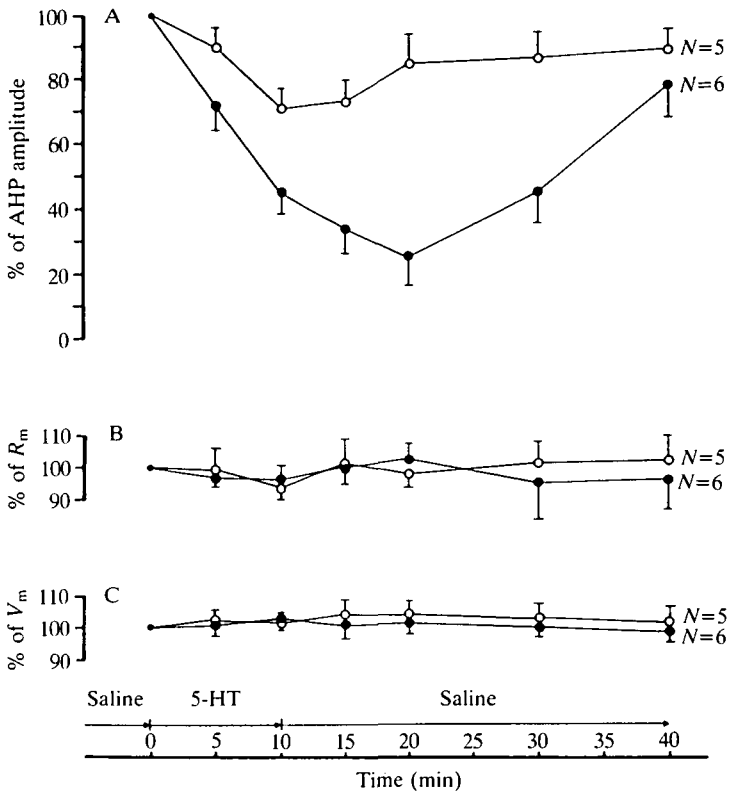 A
100
80
60
40
20
0
% of AHP amplitude
N=5
N=6
B
110
100
90
% of Rm
N=5
N=6
C
110
100
90
% of Vm
N=5
N=6
Saline 5-HT Saline
0 5 10 15 20 25 30 35 40
Time (min)